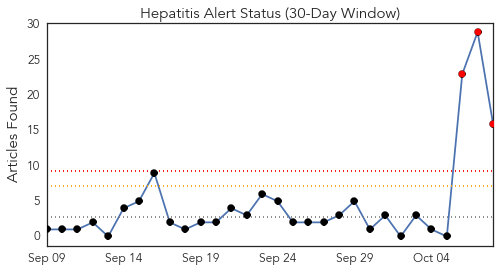 Hepatitis Alert Status (30-Day Window)
Articles Found
30
25
20
15
10
5
0
Sep 09 Sep 14 Sep 19 Sep 24 Sep 29 Oct 04